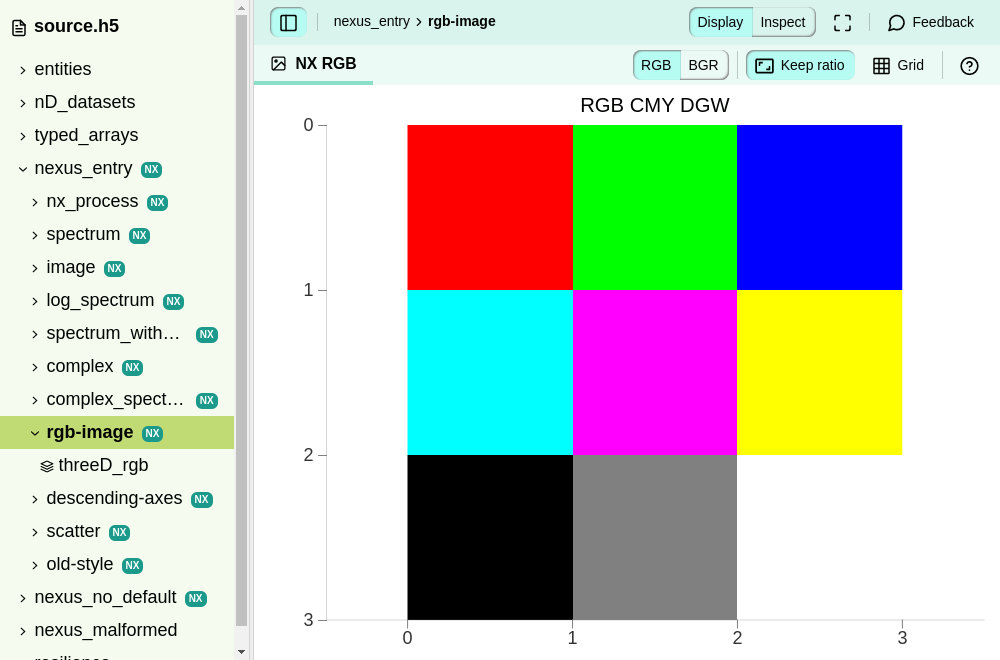 source.h5
entities
nD_datasets
typed_arrays
nexus_entry NX
nx_process NX
spectrum NX
image NX
log_spectrum NX
spectrum_with… NX
complex NX
complex_spect… NX
rgb-image NX
threeD_rgb
descending-axes NX
scatter NX
old-style NX
nexus_no_default NX
nexus_malformed
nexus_entry › rgb-image
Display Inspect
Feedback
NX RGB
RGB BGR
Keep ratio
Grid
RGB CMY DGW
0
1
2
3
0 1 2 3